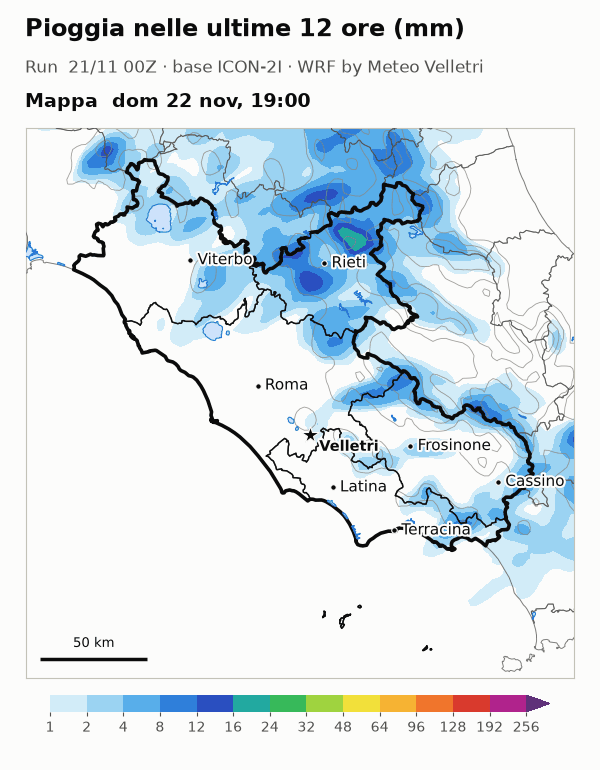 Pioggia nelle ultime 12 ore (mm)
Run  21/11 00Z · base ICON-2I · WRF by Meteo Velletri
Mappa  dom 22 nov, 19:00
Viterbo
Rieti
Roma
Velletri
Frosinone
Cassino
Latina
Terracina
50 km
1 2 4 8 12 16 24 32 48 64 96 128 192 256